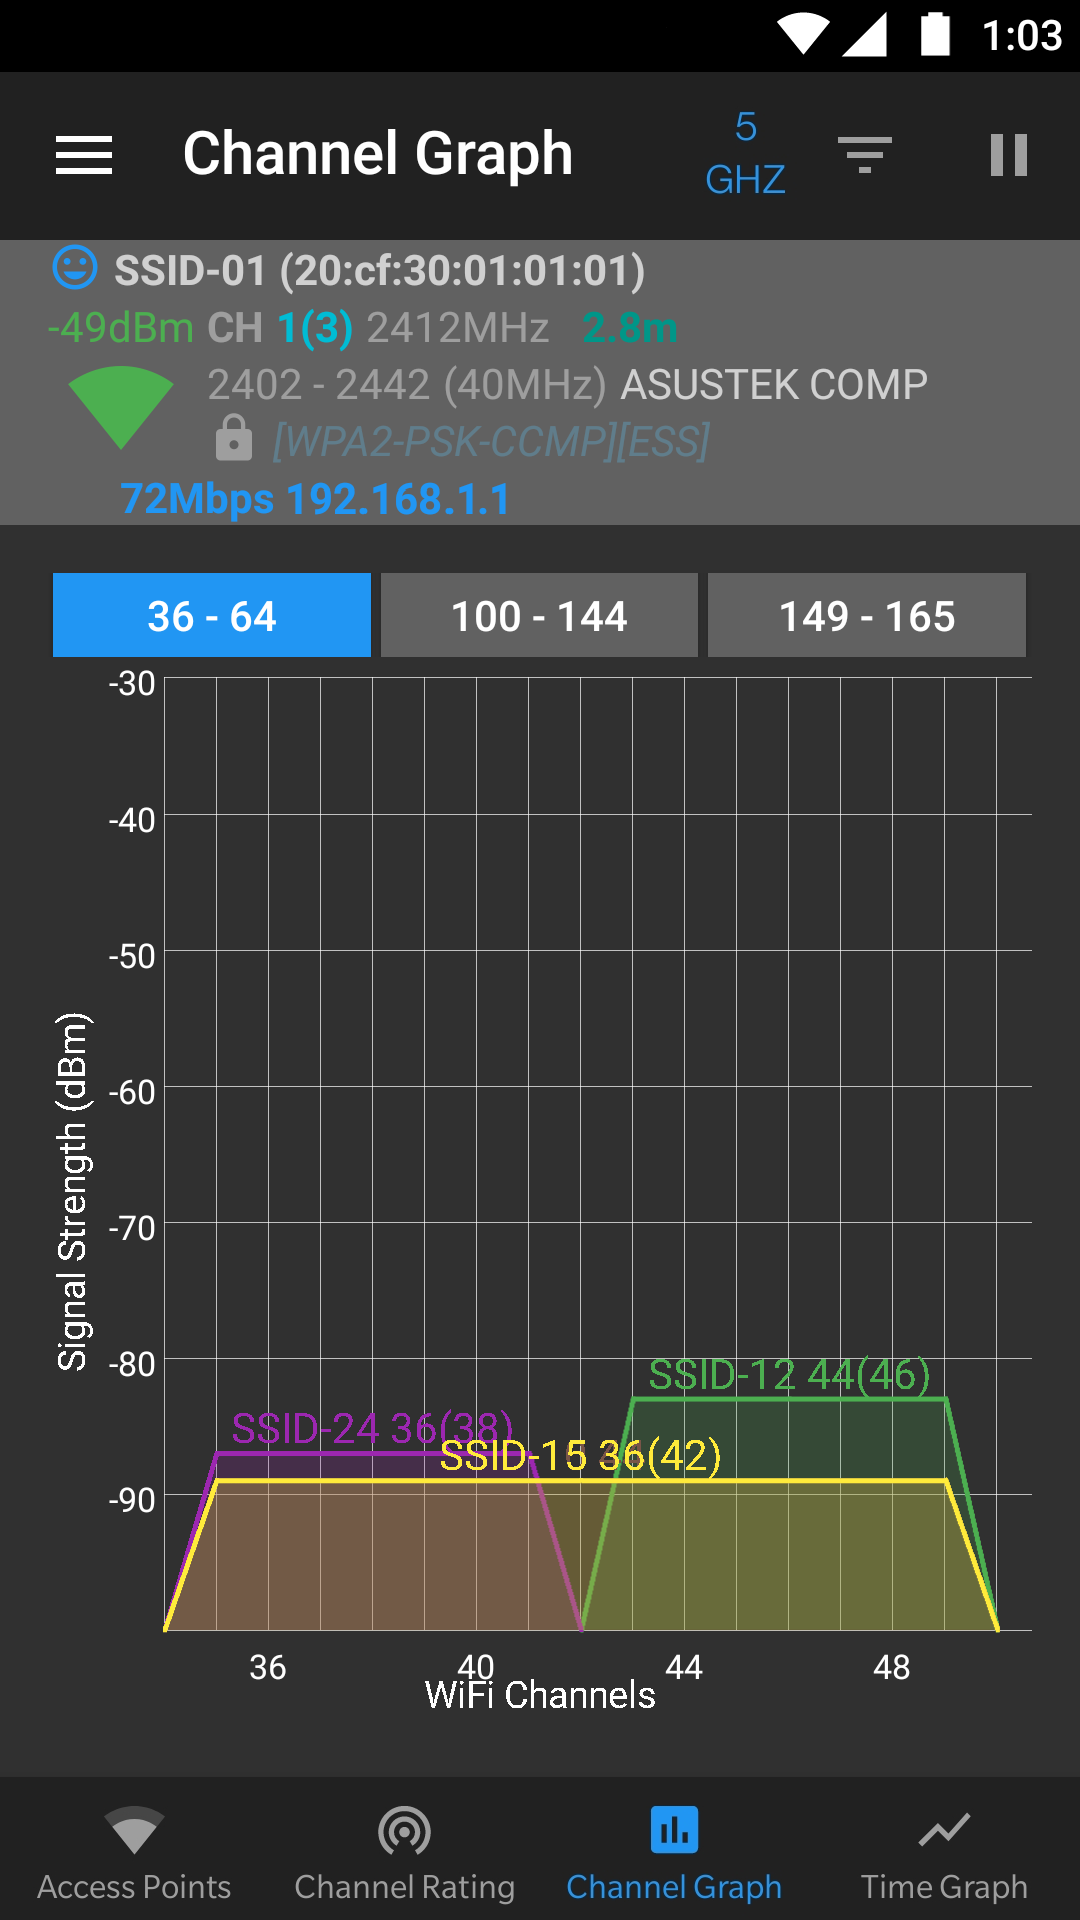 1:03
Channel Graph
5
GHZ
SSID-01 (20:cf:30:01:01:01)
-49dBm CH 1(3) 2412MHz 2.8m
2402 - 2442 (40MHz) ASUSTEK COMP
[WPA2-PSK-CCMP][ESS]
72Mbps 192.168.1.1
36 - 64
100 - 144
149 - 165
-30
-40
-50
-60
-70
-80
-90
Signal Strength (dBm)
SSID-12 44(46)
SSID-24 36(38)
SSID-15 36(42)
36
40
44
48
WiFi Channels
Access Points
Channel Rating
Channel Graph
Time Graph